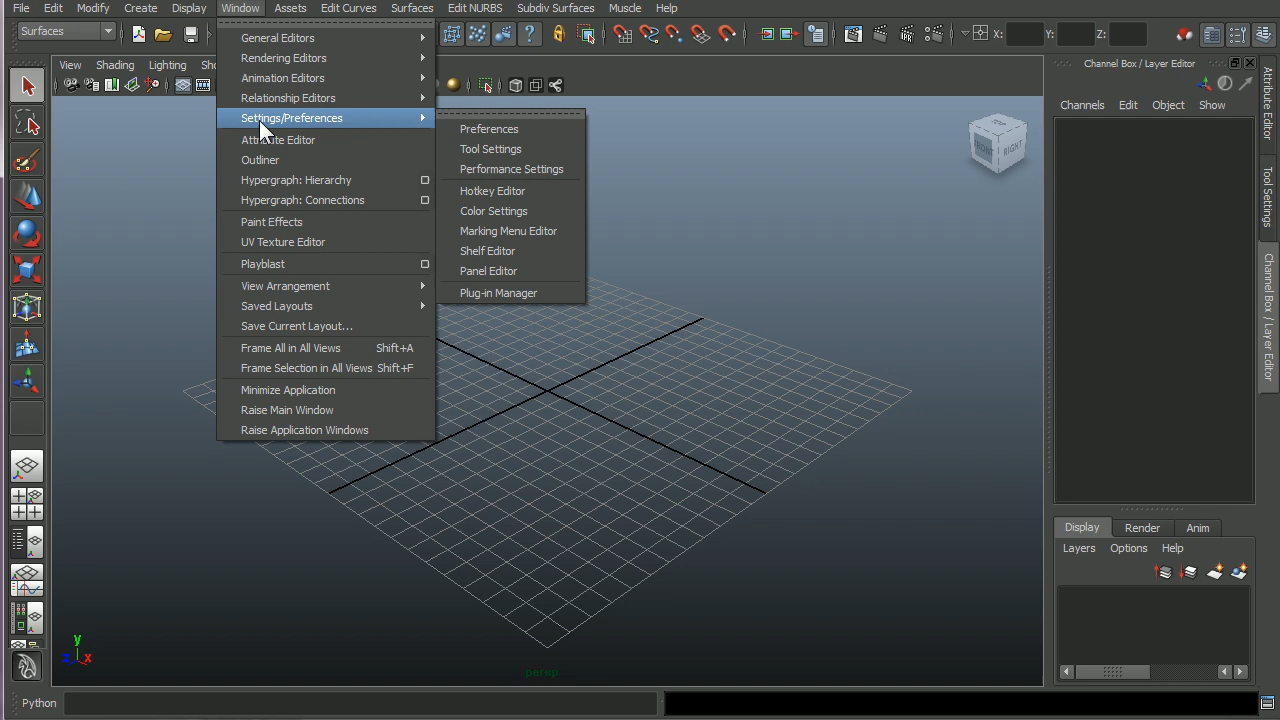 File Edit Modify Create Display Window Assets Edit Curves Surfaces Edit NURBS Subdiv Surfaces Muscle Help
Surfaces X: Y: Z:
View Shading Lighting
General Editors
Rendering Editors
Animation Editors
Relationship Editors
Settings/Preferences
Attribute Editor
Outliner
Hypergraph: Hierarchy
Hypergraph: Connections
Paint Effects
UV Texture Editor
Playblast
View Arrangement
Saved Layouts
Save Current Layout...
Frame All in All Views Shift+A
Frame Selection in All Views Shift+F
Minimize Application
Raise Main Window
Raise Application Windows
Preferences
Tool Settings
Performance Settings
Hotkey Editor
Color Settings
Marking Menu Editor
Shelf Editor
Panel Editor
Plug-in Manager
FRONT RIGHT
Channel Box / Layer Editor
Channels Edit Object Show
Attribute Editor
Tool Settings
Channel Box / Layer Editor
Display Render Anim
Layers Options Help
y
z x
persp
Python